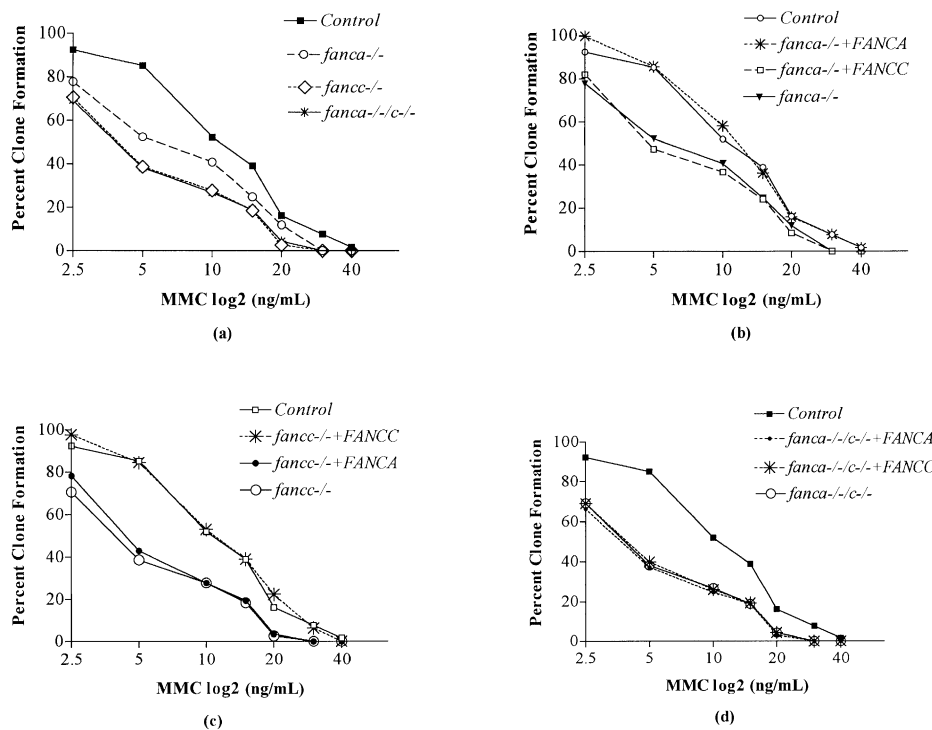 Control
fanca-/-
fancc-/-
fanca-/-/c-/-
Percent Clone Formation
100
80
60
40
20
0
2.5 5 10 20 40
MMC log2 (ng/mL)
(a)
Control
fanca-/-+FANCA
fanca-/-+FANCC
fanca-/-
Percent Clone Formation
100
80
60
40
20
0
2.5 5 10 20 40
MMC log2 (ng/mL)
(b)
Control
fancc-/-+FANCC
fancc-/-+FANCA
fancc-/-
Percent Clone Formation
100
80
60
40
20
0
2.5 5 10 20 40
MMC log2 (ng/mL)
(c)
Control
fanca-/-/c-/-+FANCA
fanca-/-/c-/-+FANCC
fanca-/-/c-/-
Percent Clone Formation
100
80
60
40
20
0
2.5 5 10 20 40
MMC log2 (ng/mL)
(d)